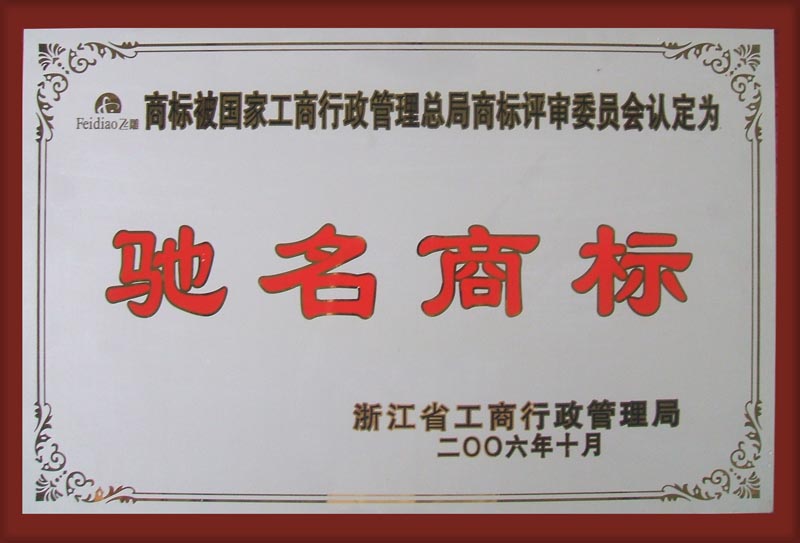 Feidiao飞雕 商标被国家工商行政管理总局商标评审委员会认定为
驰名商标
浙江省工商行政管理局
二〇〇六年十月